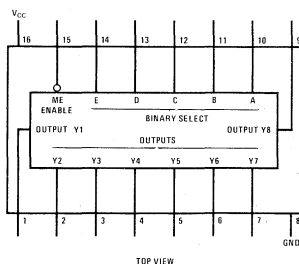 VCC
16 15 14 13 12 11 10 9
ME E D C B A
ENABLE
BINARY SELECT
OUTPUT Y1 OUTPUT Y8
OUTPUTS
Y2 Y3 Y4 Y5 Y6 Y7
1 2 3 4 5 6 7 8
GND
TOP VIEW